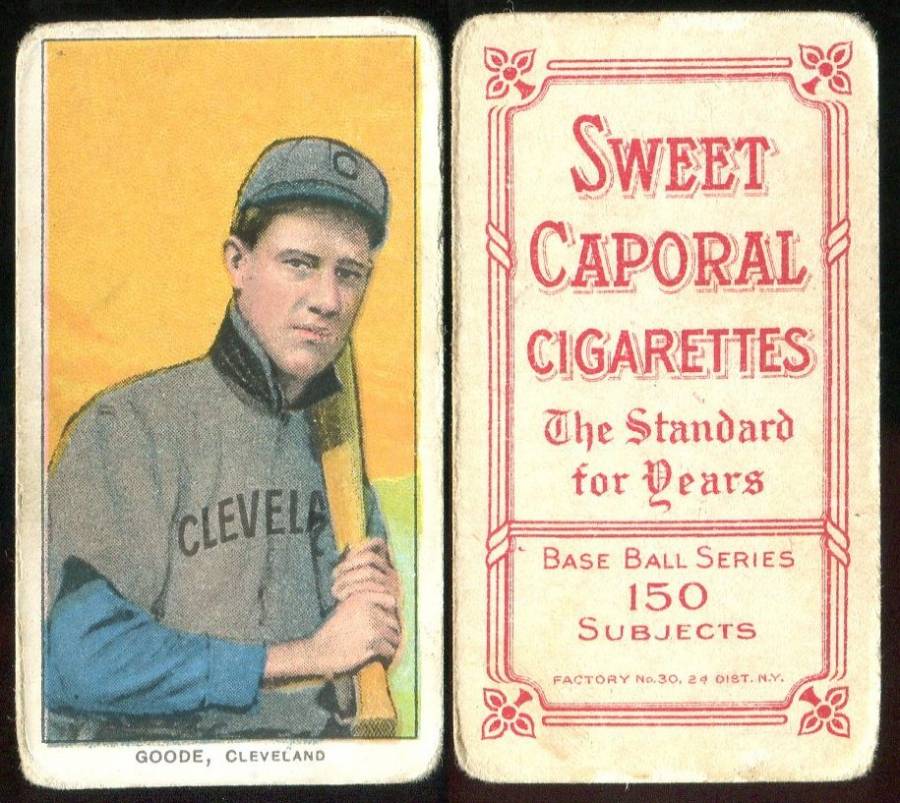 C
CLEVELA
GOODE, CLEVELAND
SWEET
CAPORAL
CIGARETTES
The Standard
for Years
BASE BALL SERIES
150
SUBJECTS
FACTORY No. 30, 2d DIST. N.Y.